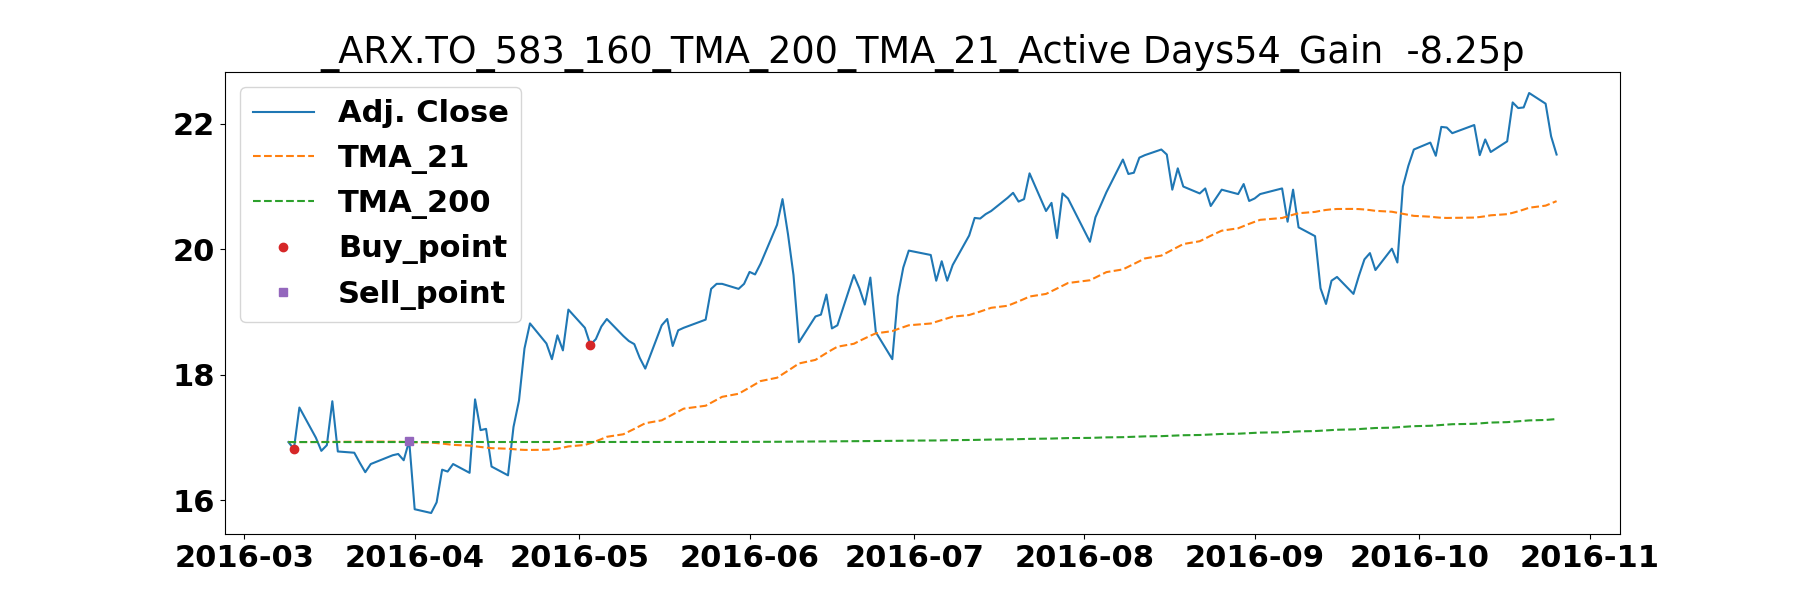 _ARX.TO_583_160_TMA_200_TMA_21_Active Days54_Gain  -8.25p
Adj. Close
TMA_21
TMA_200
Buy_point
Sell_point
22
20
18
16
2016-03 2016-04 2016-05 2016-06 2016-07 2016-08 2016-09 2016-10 2016-11